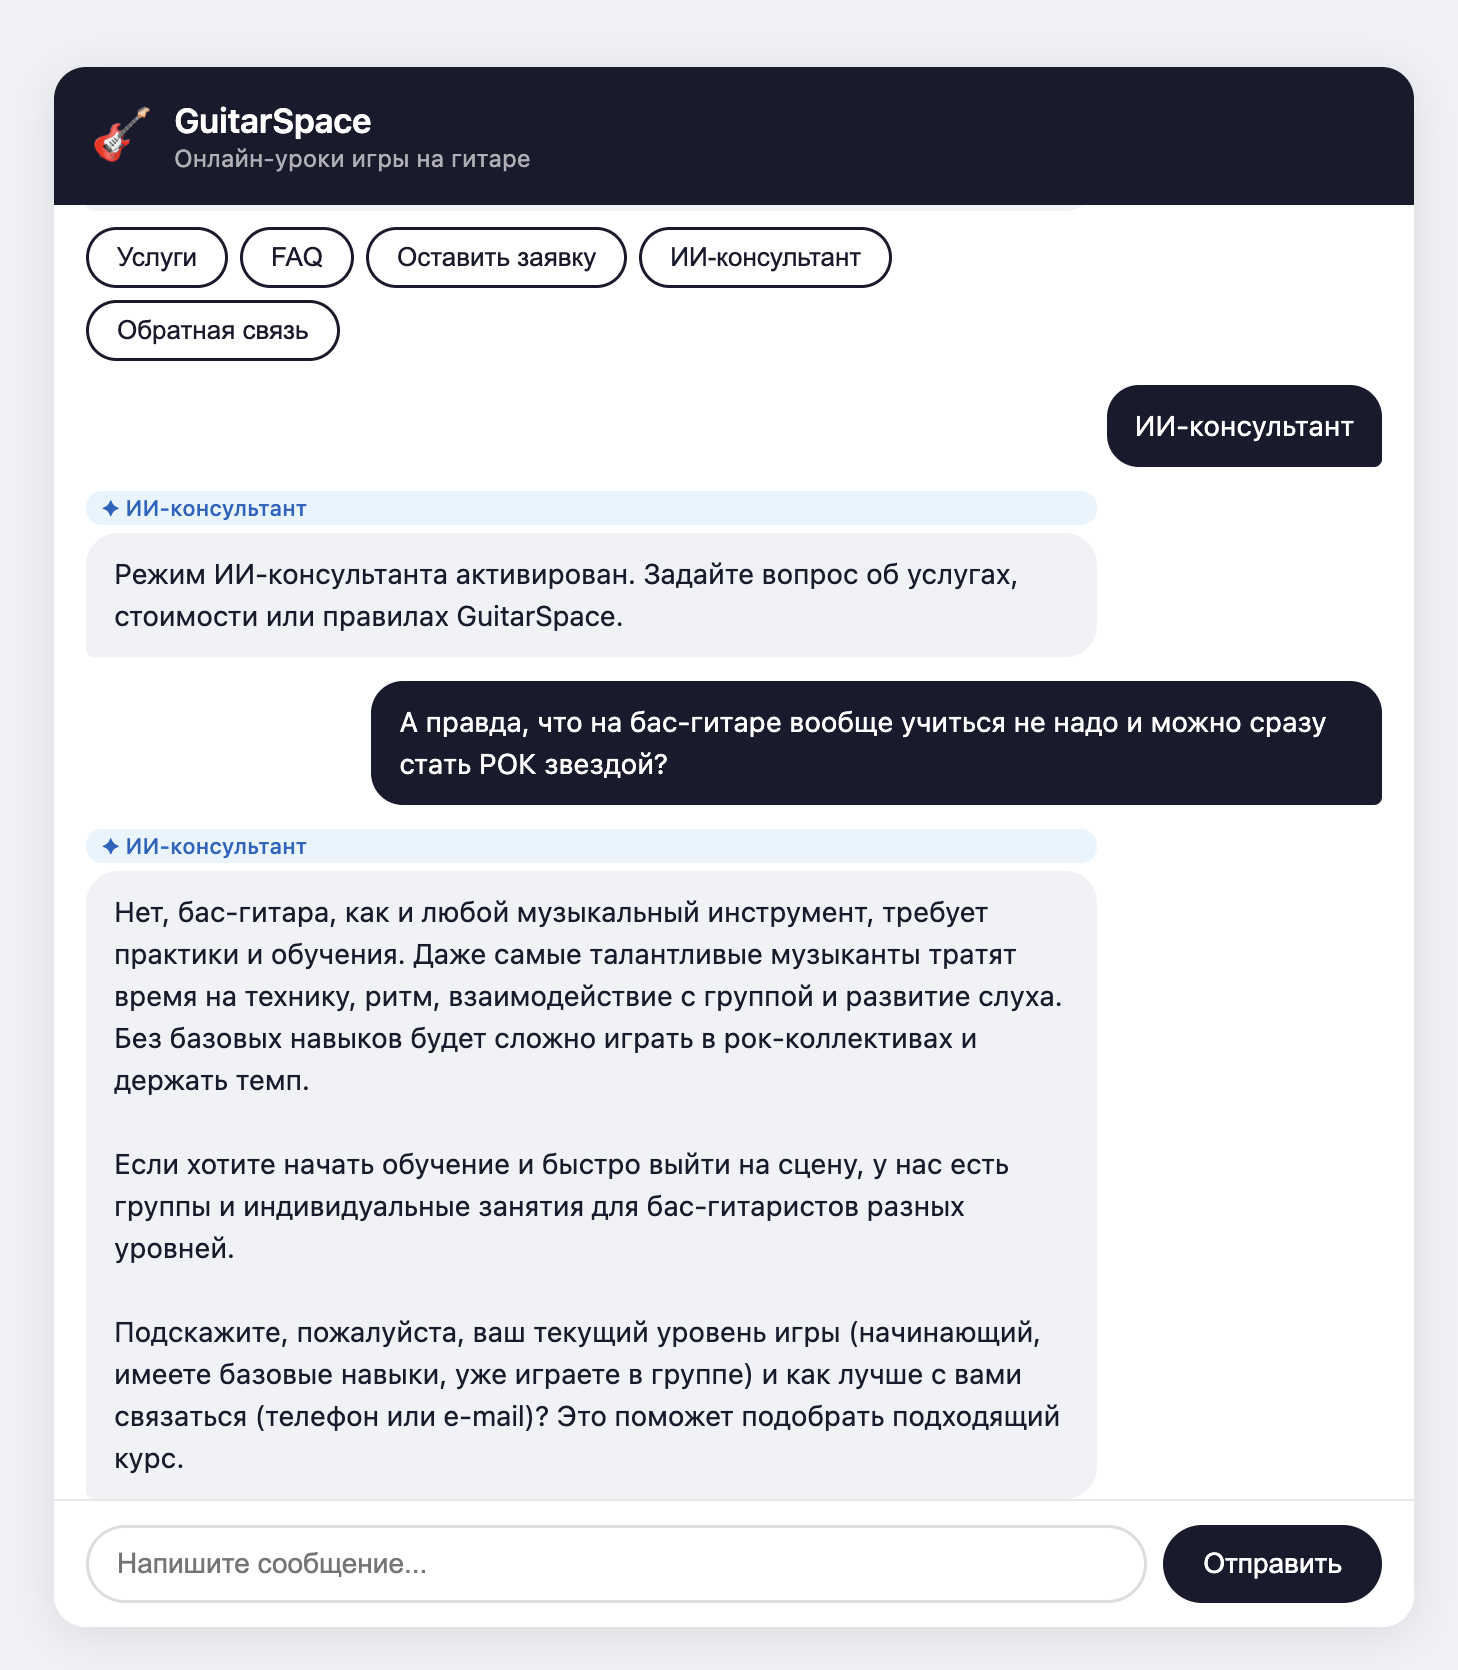 GuitarSpace
Онлайн-уроки игры на гитаре
Услуги
FAQ
Оставить заявку
ИИ-консультант
Обратная связь
ИИ-консультант
✦ ИИ-консультант
Режим ИИ-консультанта активирован. Задайте вопрос об услугах,
стоимости или правилах GuitarSpace.
А правда, что на бас-гитаре вообще учиться не надо и можно сразу
стать РОК звездой?
✦ ИИ-консультант
Нет, бас-гитара, как и любой музыкальный инструмент, требует
практики и обучения. Даже самые талантливые музыканты тратят
время на технику, ритм, взаимодействие с группой и развитие слуха.
Без базовых навыков будет сложно играть в рок-коллективах и
держать темп.
Если хотите начать обучение и быстро выйти на сцену, у нас есть
группы и индивидуальные занятия для бас-гитаристов разных
уровней.
Подскажите, пожалуйста, ваш текущий уровень игры (начинающий,
имеете базовые навыки, уже играете в группе) и как лучше с вами
связаться (телефон или e-mail)? Это поможет подобрать подходящий
курс.
Напишите сообщение...
Отправить